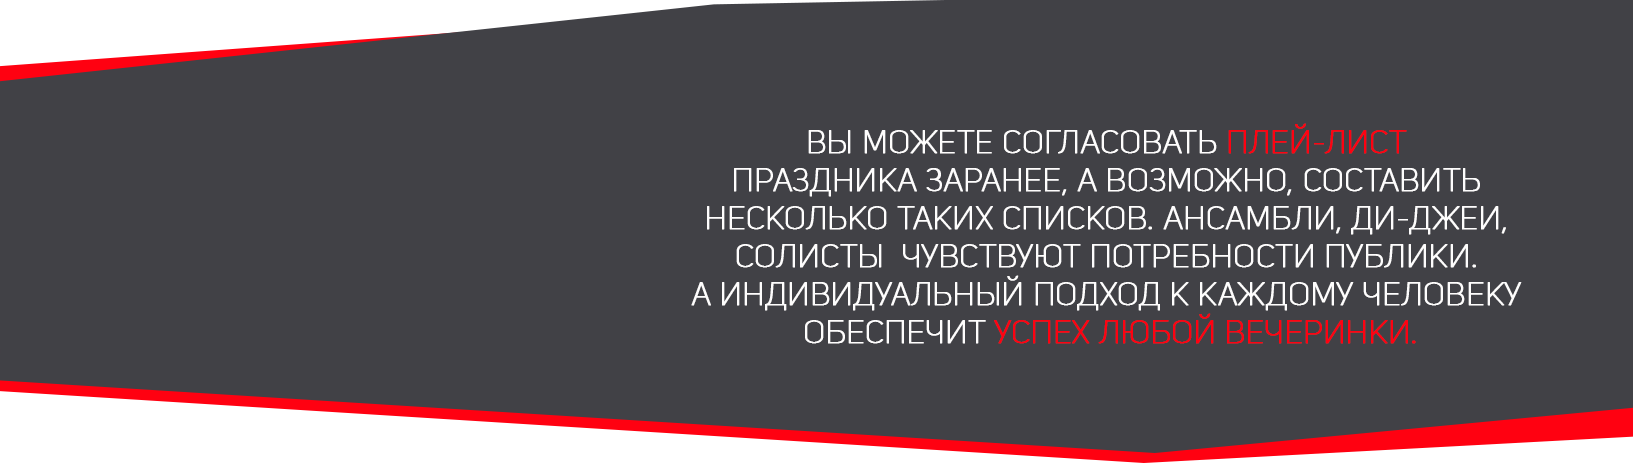 ВЫ МОЖЕТЕ СОГЛАСОВАТЬ ПЛЕЙ-ЛИСТ
ПРАЗДНИКА ЗАРАНЕЕ, А ВОЗМОЖНО, СОСТАВИТЬ
НЕСКОЛЬКО ТАКИХ СПИСКОВ. АНСАМБЛИ, ДИ-ДЖЕИ,
СОЛИСТЫ  ЧУВСТВУЮТ ПОТРЕБНОСТИ ПУБЛИКИ.
А ИНДИВИДУАЛЬНЫЙ ПОДХОД К КАЖДОМУ ЧЕЛОВЕКУ
ОБЕСПЕЧИТ УСПЕХ ЛЮБОЙ ВЕЧЕРИНКИ.